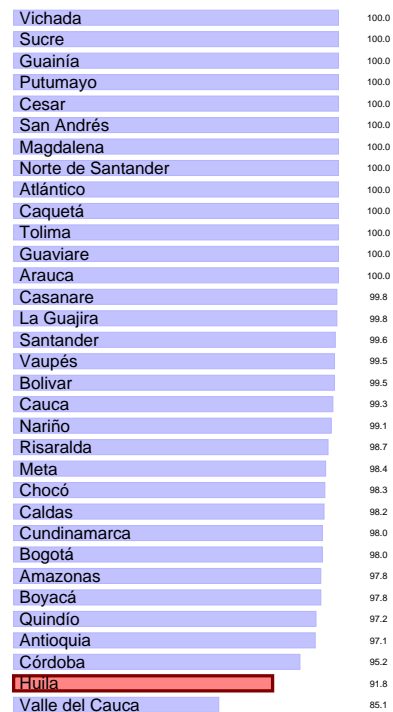 Vichada 100.0
Sucre 100.0
Guainía 100.0
Putumayo 100.0
Cesar 100.0
San Andrés 100.0
Magdalena 100.0
Norte de Santander 100.0
Atlántico 100.0
Caquetá 100.0
Tolima 100.0
Guaviare 100.0
Arauca 100.0
Casanare 99.8
La Guajira 99.8
Santander 99.6
Vaupés 99.5
Bolivar 99.5
Cauca 99.3
Nariño 99.1
Risaralda 98.7
Meta 98.4
Chocó 98.3
Caldas 98.2
Cundinamarca 98.0
Bogotá 98.0
Amazonas 97.8
Boyacá 97.8
Quindío 97.2
Antioquia 97.1
Córdoba 95.2
Huila 91.8
Valle del Cauca 85.1